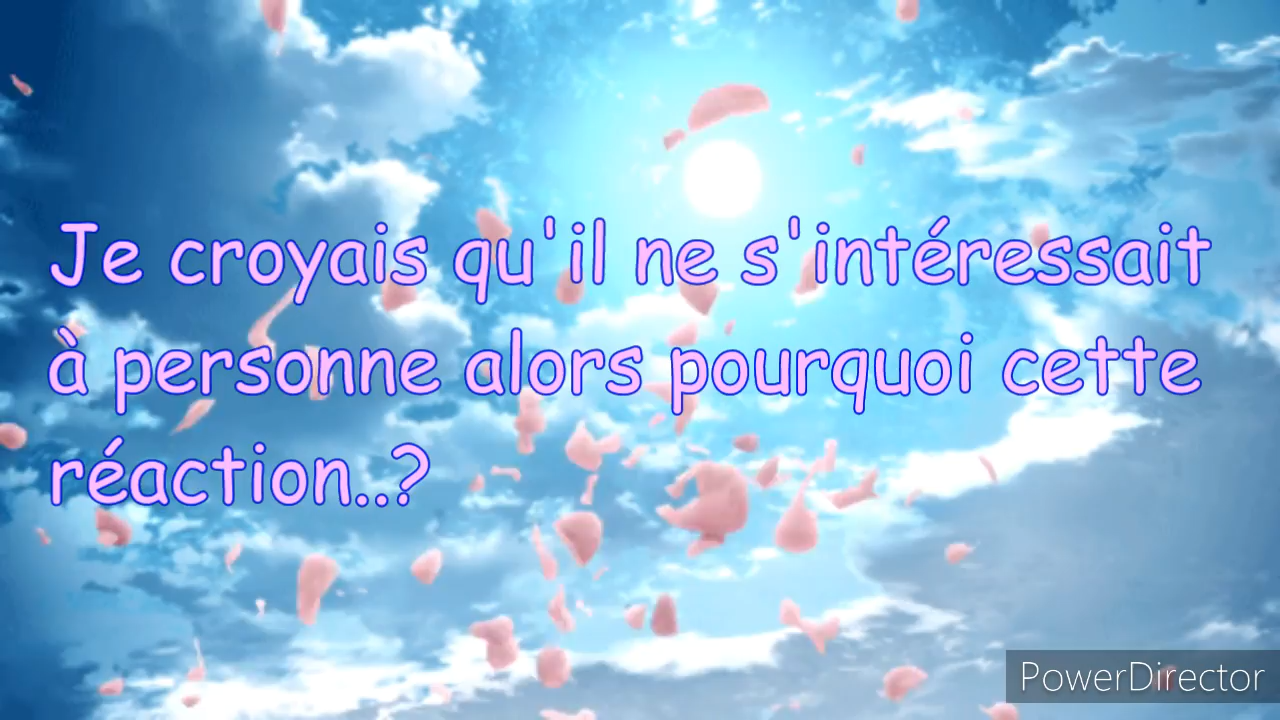 Je croyais qu'il ne s'intéressait
à personne alors pourquoi cette
réaction..?
PowerDirector